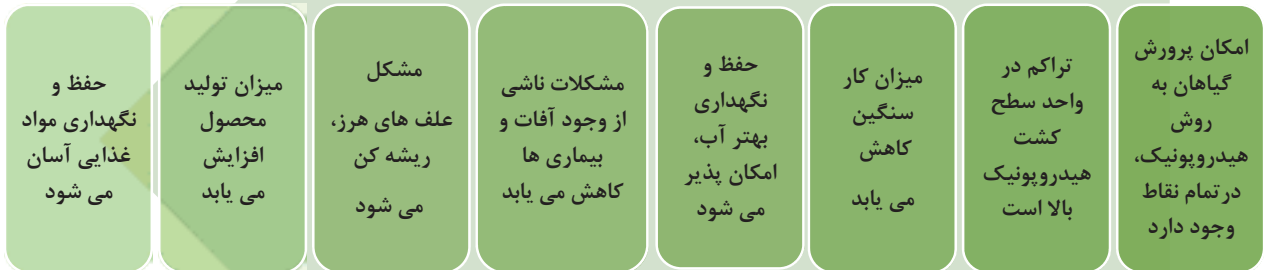 امکان پرورش
گیاهان به
روش
هیدروپونیک،
درتمام نقاط
وجود دارد
تراکم در
واحد سطح
کشت
هیدروپونیک
بالا است
میزان کار
سنگین
کاهش
می یابد
حفظ و
نگهداری
بهتر آب،
امکان پذیر
می شود
مشکلات ناشی
از وجود آفات و
بیماری ها
کاهش می یابد
مشکل
علف های هرز،
ریشه کن
می شود
میزان تولید
محصول
افزایش
می یابد
حفظ و
نگهداری مواد
غذایی آسان
می شود